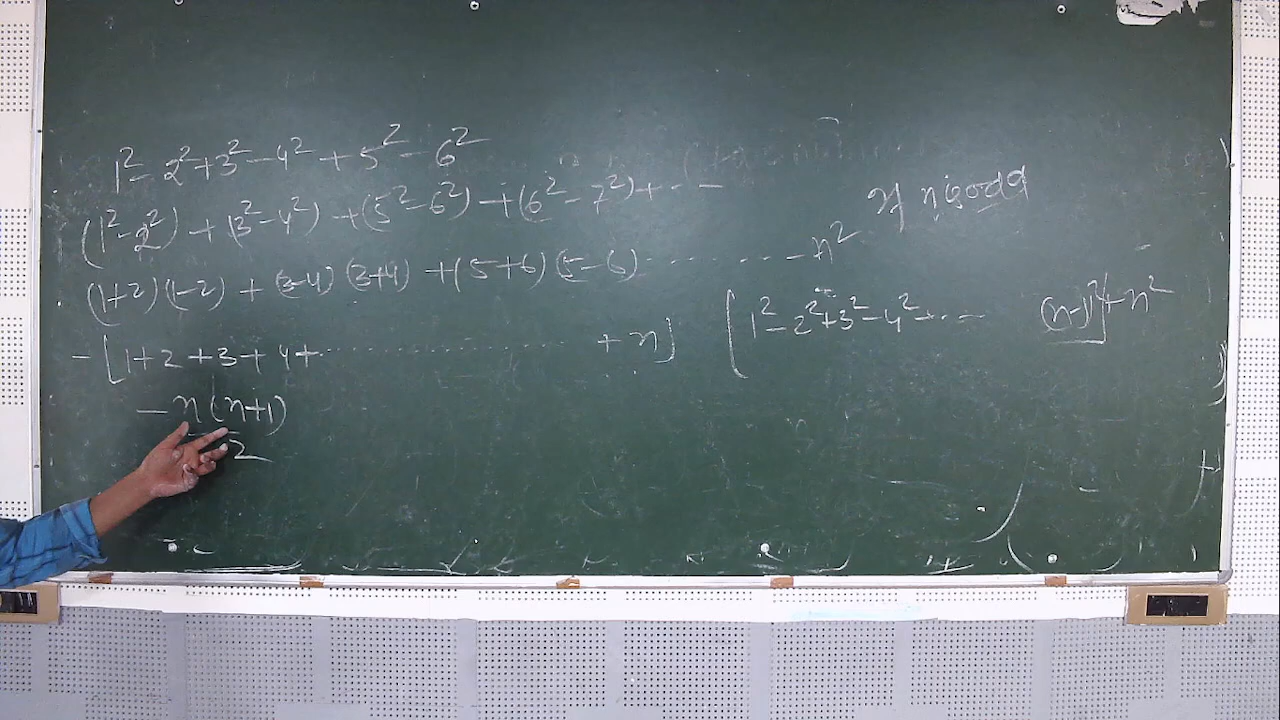 1² - 2² + 3² - 4² + 5² - 6²
(1² - 2²) + (3² - 4²) + (5² - 6²) + (6² - 7²) + ... -
(1+2)(1-2) + (3-4)(3+4) + (5+6)(5-6) .......... - n²
- [1 + 2 + 3 + 4 + .......................... + n]
- n(n+1)
2
If n is odd
[1² - 2² + 3² - 4² + ... (n-1)²] + n²